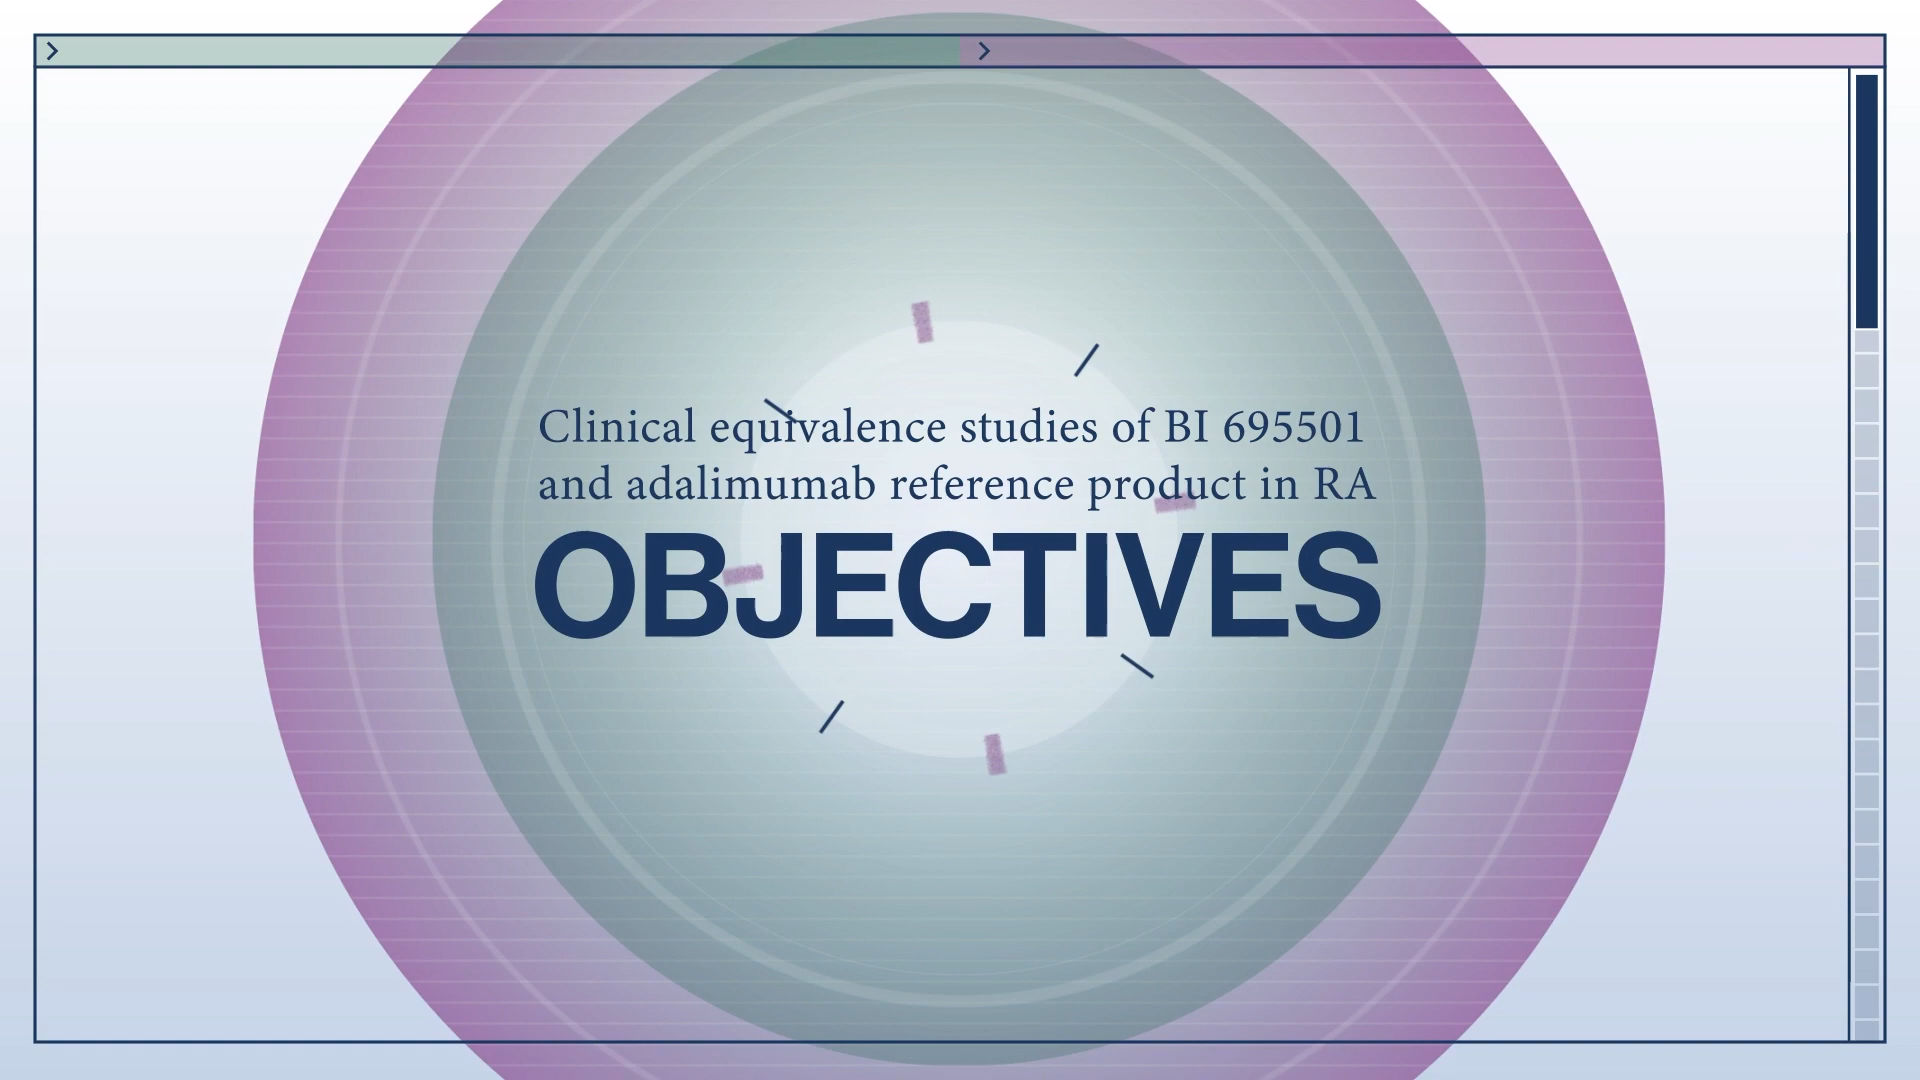 Clinical equivalence studies of BI 695501
and adalimumab reference product in RA
OBJECTIVES